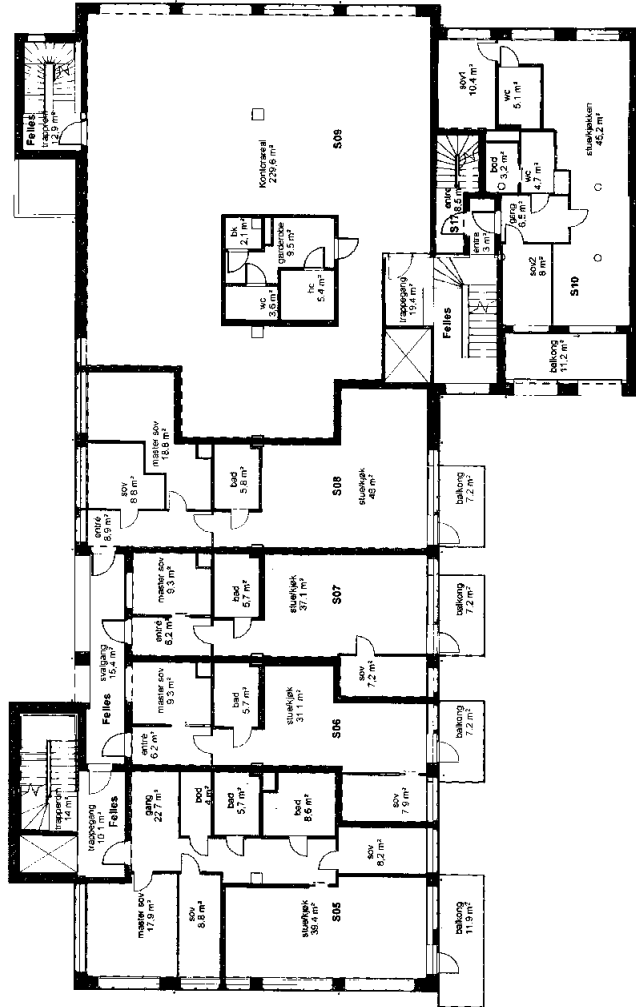 Felles
trapperom
12,9 m²
Kontorareal
229,6 m²
S09
bk
2,1 m²
garderobe
9,5 m²
wc
3,6 m²
hc
5,4 m²
sov1
10,4 m²
wc
5,1 m²
stue/kjøkken
45,2 m²
bod
3,2 m²
wc
4,7 m²
entré
8,5 m²
S17
entré
3 m²
gang
6,5 m²
sov2
8 m²
S10
trappegang
19,4 m²
Felles
balkong
11,2 m²
master sov
18,8 m²
sov
8,8 m²
entré
8,9 m²
bad
5,8 m²
stue/kjøk
46 m²
S08
balkong
7,2 m²
master sov
9,3 m²
entré
6,2 m²
bad
5,7 m²
stue/kjøk
37,1 m²
S07
sov
7,2 m²
balkong
7,2 m²
svalgang
15,4 m²
Felles
master sov
9,3 m²
entré
6,2 m²
bad
5,7 m²
stue/kjøk
31,1 m²
S06
sov
7,9 m²
balkong
7,2 m²
trapperom
14 m²
trappegang
10,1 m²
Felles
gang
22,7 m²
bod
4 m²
bad
5,7 m²
bad
8,6 m²
master sov
17,9 m²
sov
8,8 m²
stue/kjøk
39,4 m²
S05
sov
8,2 m²
balkong
11,9 m²